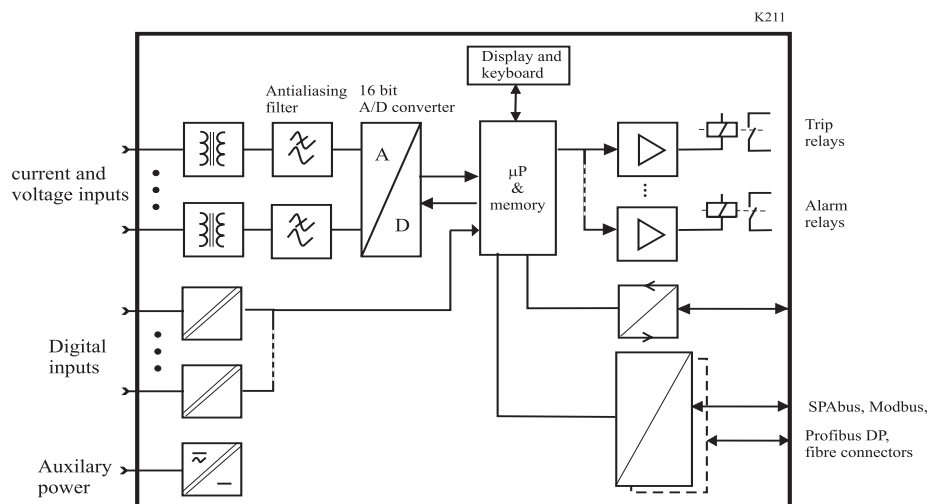 K211
Display and
keyboard
Antialiasing
filter
16 bit
A/D converter
Trip
relays
current and
voltage inputs
A
D
µP
&
memory
Alarm
relays
Digital
inputs
SPAbus, Modbus,
Profibus DP,
fibre connectors
Auxilary
power